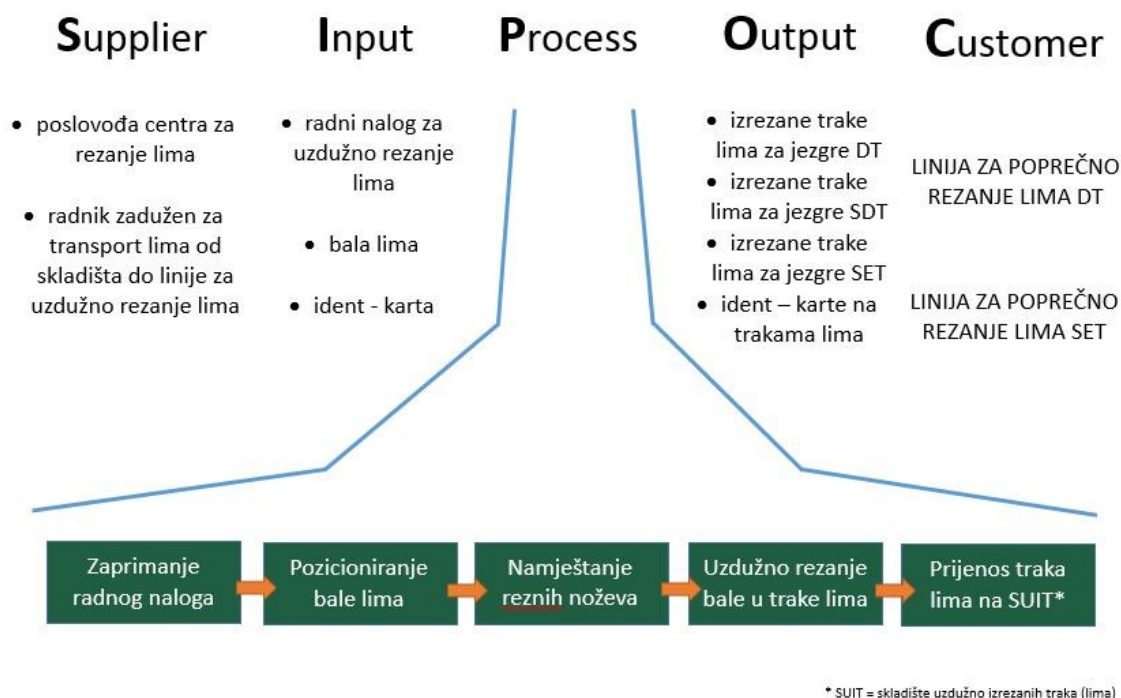 Supplier
• poslovođa centra za
rezanje lima
• radnik zadužen za
transport lima od
skladišta do linije za
uzdužno rezanje lima
Input
• radni nalog za
uzdužno rezanje
lima
• bala lima
• ident - karta
Process
Output
• izrezane trake
lima za jezgre DT
• izrezane trake
lima za jezgre SDT
• izrezane trake
lima za jezgre SET
• ident – karte na
trakama lima
Customer
LINIJA ZA POPREČNO
REZANJE LIMA DT
LINIJA ZA POPREČNO
REZANJE LIMA SET
Zaprimanje
radnog naloga
Pozicioniranje
bale lima
Namještanje
reznih noževa
Uzdužno rezanje
bale u trake lima
Prijenos traka
lima na SUIT*
* SUIT = skladište uzdužno izrezanih traka (lima)